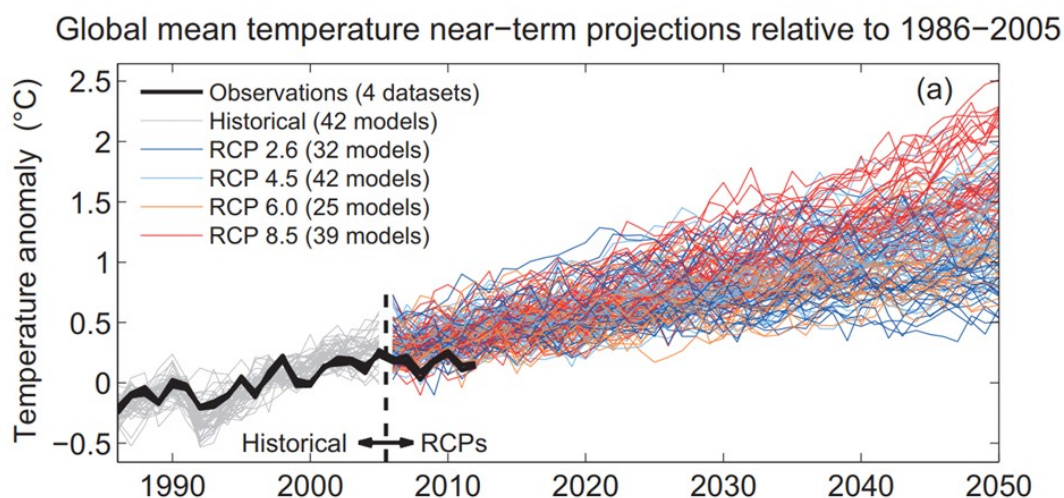 Global mean temperature near−term projections relative to 1986−2005
(a)
Temperature anomaly (°C)
2.5
2
1.5
1
0.5
0
−0.5
Observations (4 datasets)
Historical (42 models)
RCP 2.6 (32 models)
RCP 4.5 (42 models)
RCP 6.0 (25 models)
RCP 8.5 (39 models)
Historical RCPs
1990 2000 2010 2020 2030 2040 2050